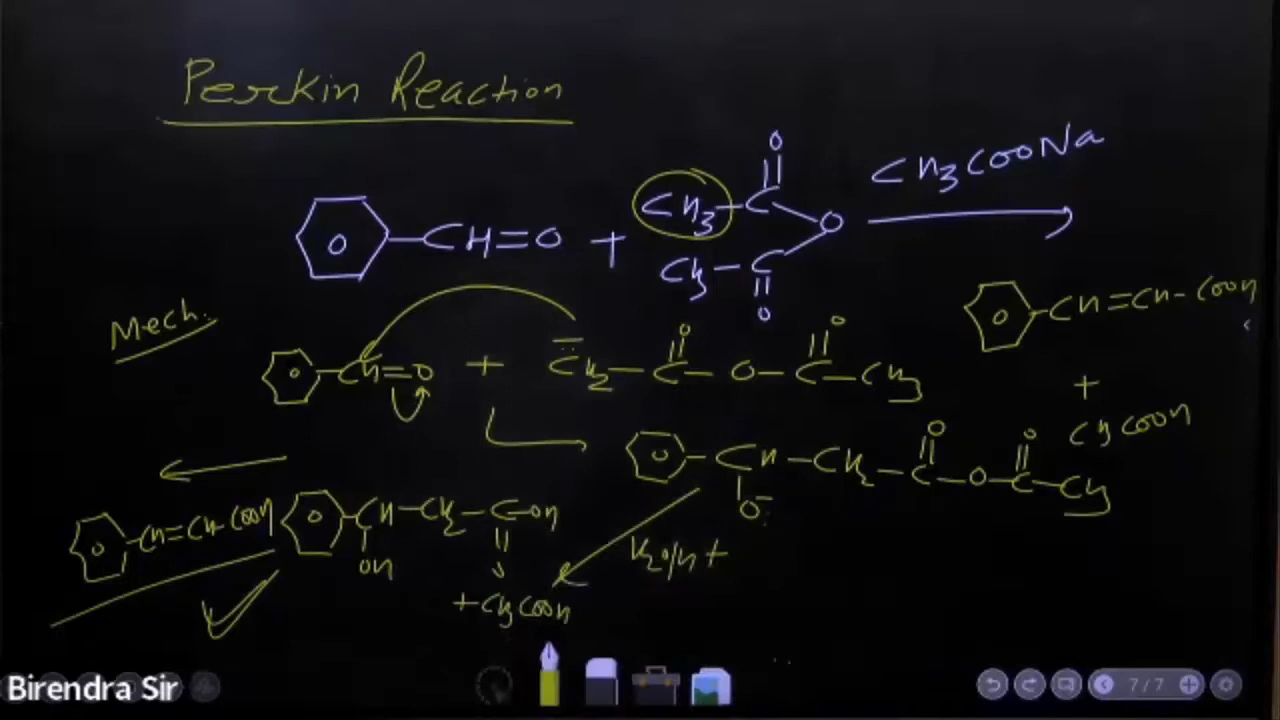 Perkin Reaction
CH=O + CH3-C-O CH3COONa
O
CH3-C
O
Mech.
CH=O + CH2-C-O-C-CH3
O O
CH=CH-COOH
+
CH3COOH
CH-CH2-C-O-C-CH3
O O
O-
H2O/H+
CH=CH-COOH
CH-CH2-C-OH
OH O
+CH3COOH
Birendra Sir
7/7